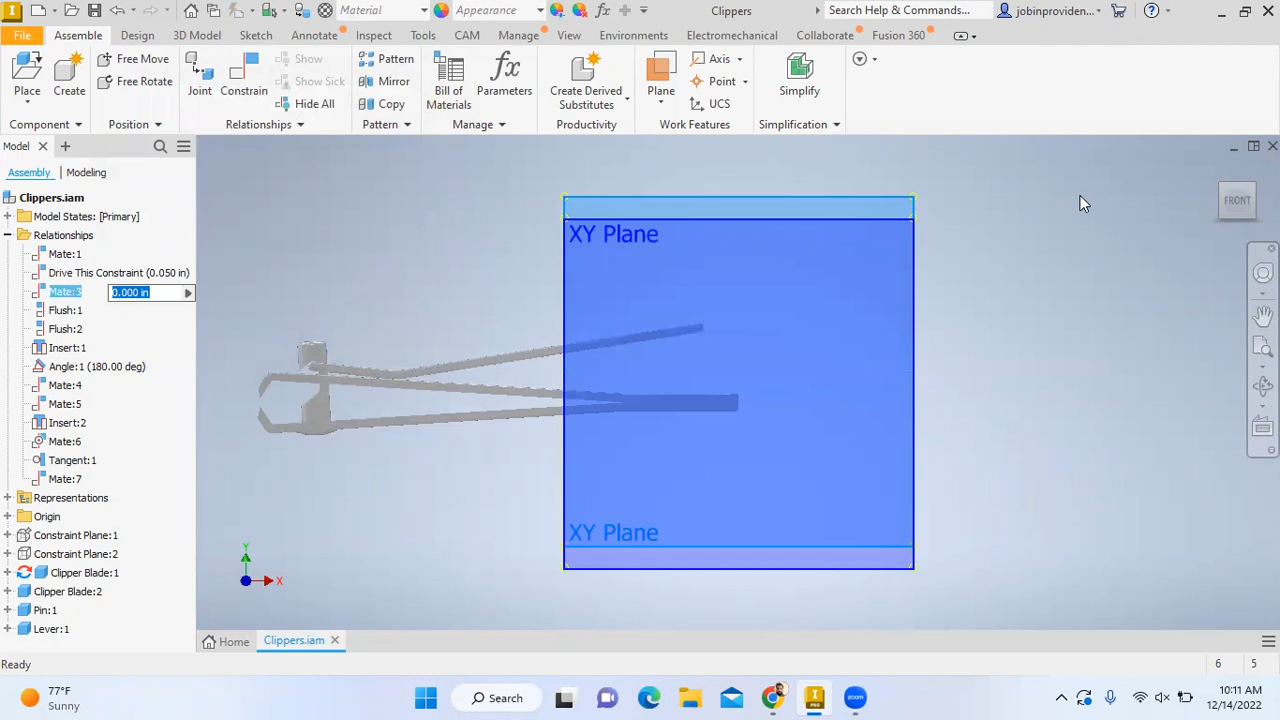 I PRO
Material
Appearance
fx
Clippers
Search Help & Commands...
jobinproviden...
File
Assemble
Design
3D Model
Sketch
Annotate
Inspect
Tools
CAM
Manage
View
Environments
Electromechanical
Collaborate
Fusion 360
Place
Create
Free Move
Free Rotate
Joint
Constrain
Show
Show Sick
Hide All
Pattern
Mirror
Copy
Bill of Materials
fx
Parameters
Create Derived Substitutes
Plane
Axis
Point
UCS
Simplify
Component
Position
Relationships
Pattern
Manage
Productivity
Work Features
Simplification
Model
Assembly
Modeling
Clippers.iam
Model States: [Primary]
Relationships
Mate:1
Drive This Constraint (0.050 in)
Mate:3
0.000 in
Flush:1
Flush:2
Insert:1
Angle:1 (180.00 deg)
Mate:4
Mate:5
Insert:2
Mate:6
Tangent:1
Mate:7
Representations
Origin
Constraint Plane:1
Constraint Plane:2
Clipper Blade:1
Clipper Blade:2
Pin:1
Lever:1
XY Plane
XY Plane
FRONT
Y
X
Home
Clippers.iam
Ready
6
5
77°F
Sunny
Search
I PRO
zoom
10:11 AM
12/14/2022